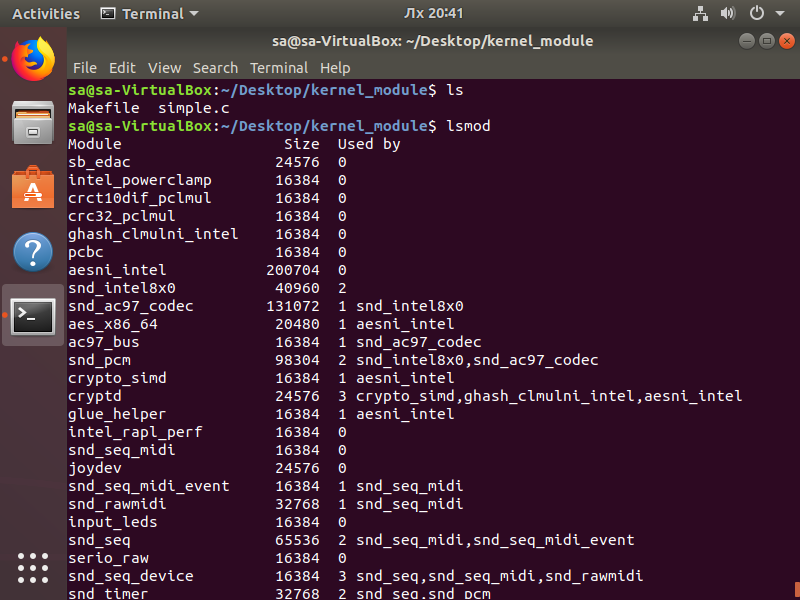 Activities Terminal Лх 20:41
sa@sa-VirtualBox: ~/Desktop/kernel_module
File Edit View Search Terminal Help
sa@sa-VirtualBox:~/Desktop/kernel_module$ ls
Makefile  simple.c
sa@sa-VirtualBox:~/Desktop/kernel_module$ lsmod
Module                  Size  Used by
sb_edac                24576  0
intel_powerclamp       16384  0
crct10dif_pclmul       16384  0
crc32_pclmul           16384  0
ghash_clmulni_intel    16384  0
pcbc                   16384  0
aesni_intel           200704  0
snd_intel8x0           40960  2
snd_ac97_codec        131072  1 snd_intel8x0
aes_x86_64             20480  1 aesni_intel
ac97_bus               16384  1 snd_ac97_codec
snd_pcm                98304  2 snd_intel8x0,snd_ac97_codec
crypto_simd            16384  1 aesni_intel
cryptd                 24576  3 crypto_simd,ghash_clmulni_intel,aesni_intel
glue_helper            16384  1 aesni_intel
intel_rapl_perf        16384  0
snd_seq_midi           16384  0
joydev                 24576  0
snd_seq_midi_event     16384  1 snd_seq_midi
snd_rawmidi            32768  1 snd_seq_midi
input_leds             16384  0
snd_seq                65536  2 snd_seq_midi,snd_seq_midi_event
serio_raw              16384  0
snd_seq_device         16384  3 snd_seq,snd_seq_midi,snd_rawmidi
snd_timer              32768  2 snd_seq,snd_pcm